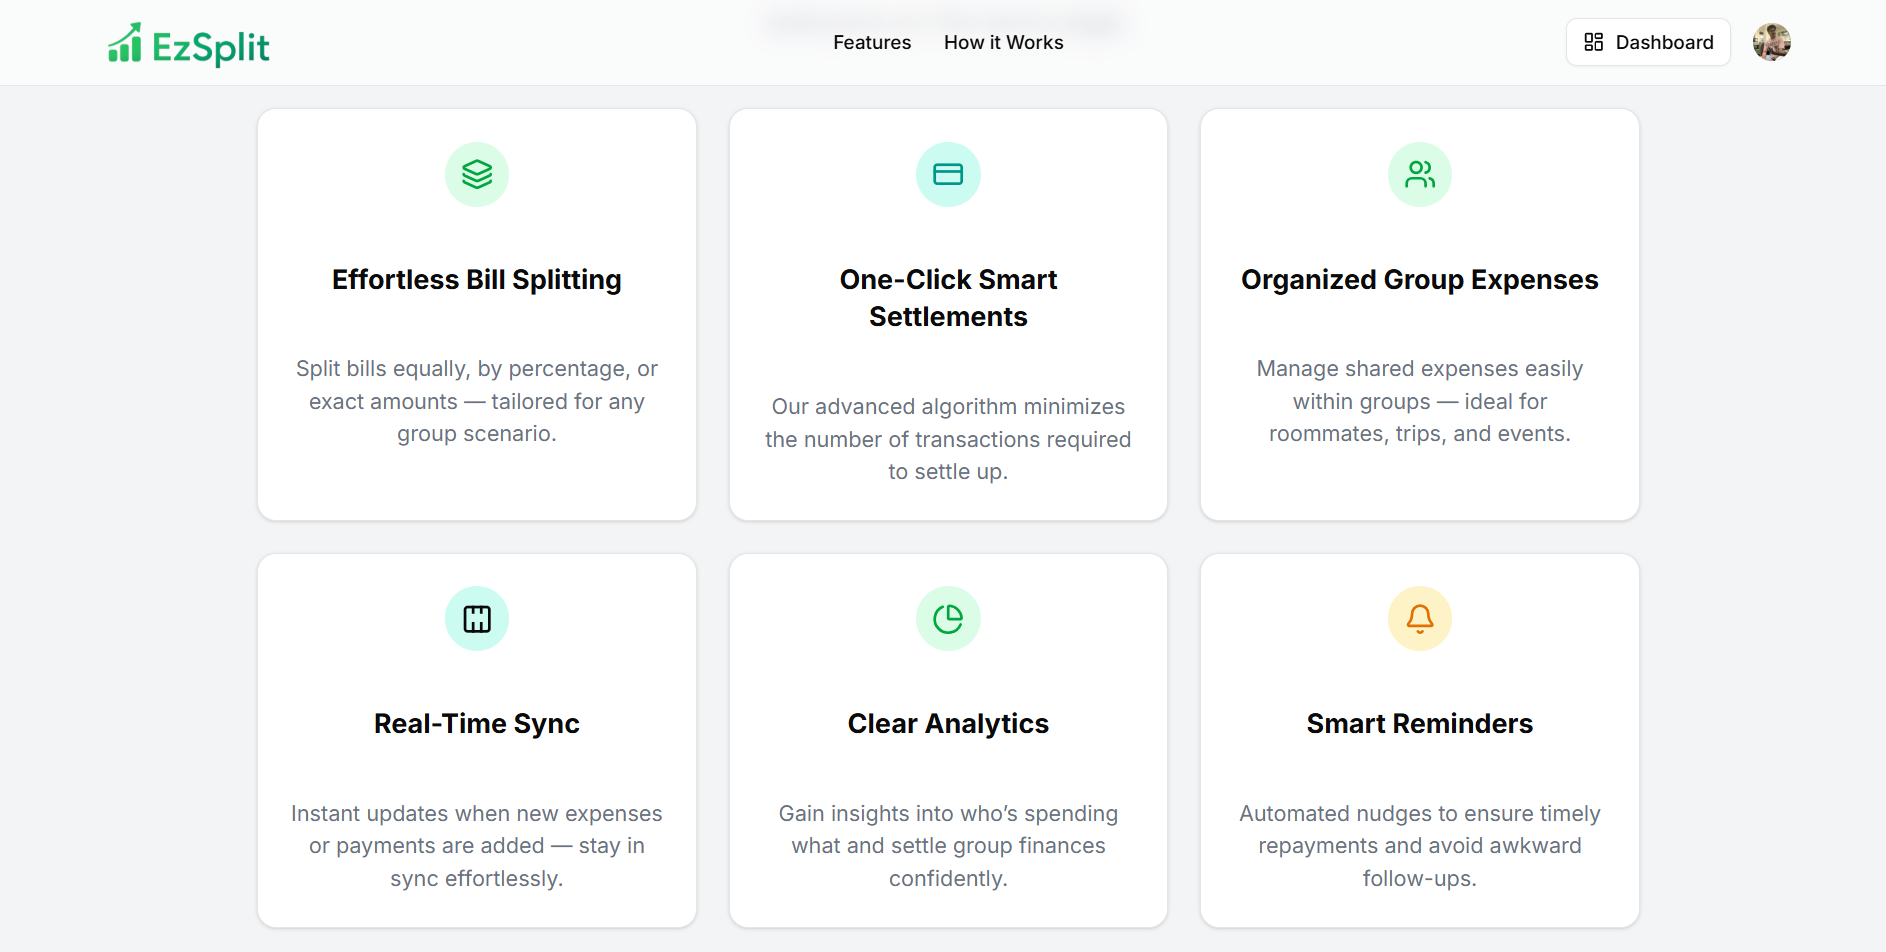 EzSplit
Features
How it Works
Dashboard
Effortless Bill Splitting
Split bills equally, by percentage, or
exact amounts — tailored for any
group scenario.
One-Click Smart
Settlements
Our advanced algorithm minimizes
the number of transactions required
to settle up.
Organized Group Expenses
Manage shared expenses easily
within groups — ideal for
roommates, trips, and events.
Real-Time Sync
Instant updates when new expenses
or payments are added — stay in
sync effortlessly.
Clear Analytics
Gain insights into who’s spending
what and settle group finances
confidently.
Smart Reminders
Automated nudges to ensure timely
repayments and avoid awkward
follow-ups.